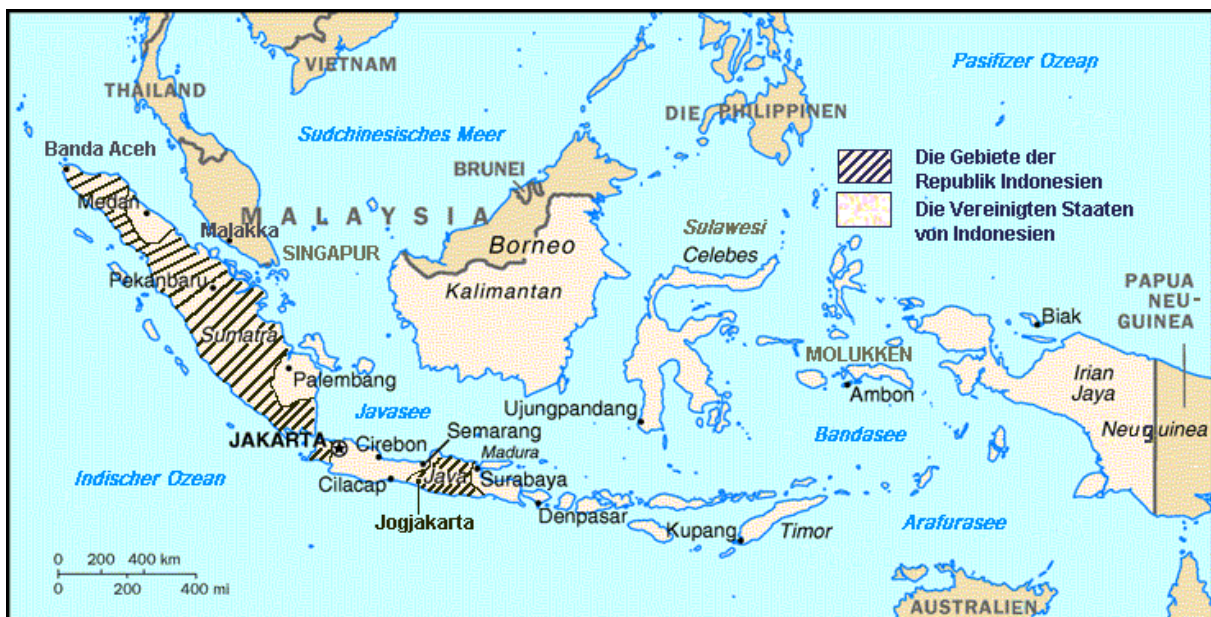 VIETNAM
Pasifizer Ozean
THAILAND
DIE PHILIPPINEN
Sudchinesisches Meer
Banda Aceh
BRUNEI
Die Gebiete der
Republik Indonesien
Die Vereinigten Staaten
von Indonesien
Medan
MALAYSIA
Malakka
SINGAPUR
Borneo
Sulawesi
Celebes
Pekanbaru
Kalimantan
PAPUA
NEU-
GUINEA
Biak
Sumatra
MOLUKKEN
Palembang
Ambon
Irian
Jaya
Javasee
Ujungpandang
Neuguinea
JAKARTA
Cirebon
Semarang
Madura
Bandasee
Indischer Ozean
Cilacap
Java
Surabaya
Jogjakarta
Denpasar
Kupang
Timor
Arafurasee
0 200 400 km
0 200 400 mi
AUSTRALIEN